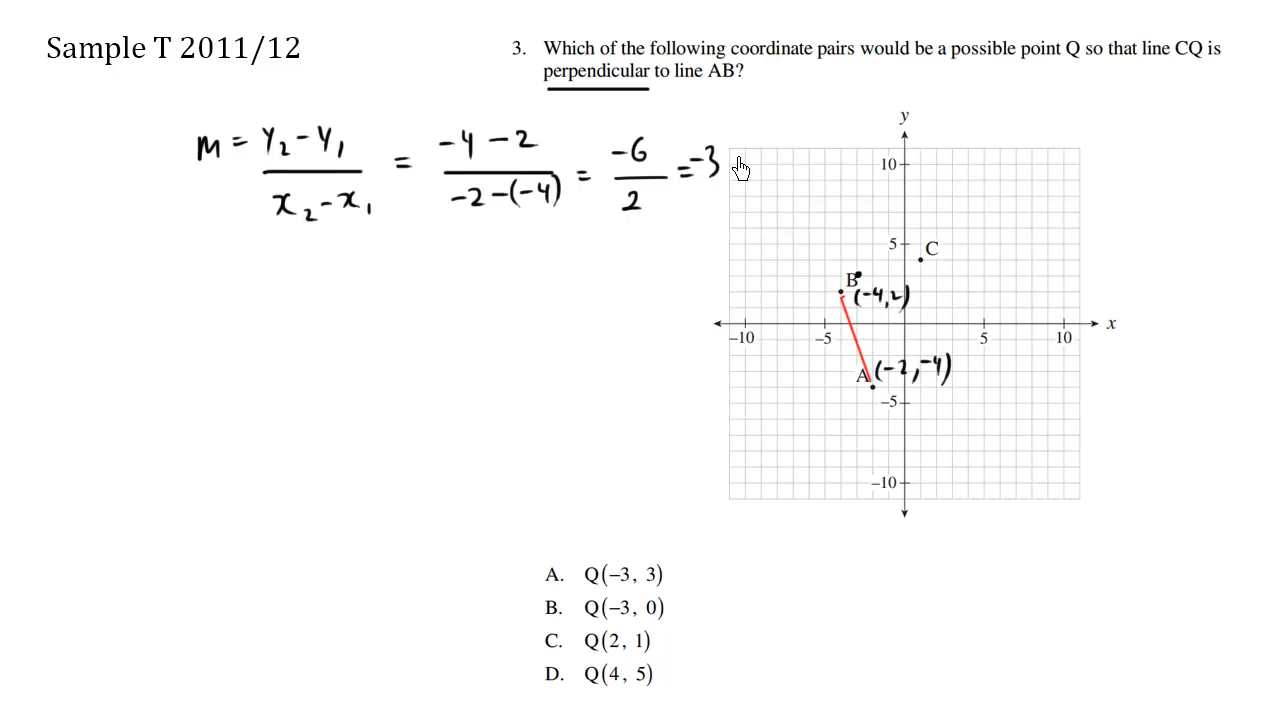 Sample T 2011/12
3. Which of the following coordinate pairs would be a possible point Q so that line CQ is
perpendicular to line AB?
M = Y₂ - Y₁ / x₂ - x₁ = -4 - 2 / -2 - (-4) = -6 / 2 = -3
y
10
5
C
B
(-4, 2)
-10
-5
5
10
x
A
(-2, -4)
-5
-10
A. Q(-3, 3)
B. Q(-3, 0)
C. Q(2, 1)
D. Q(4, 5)